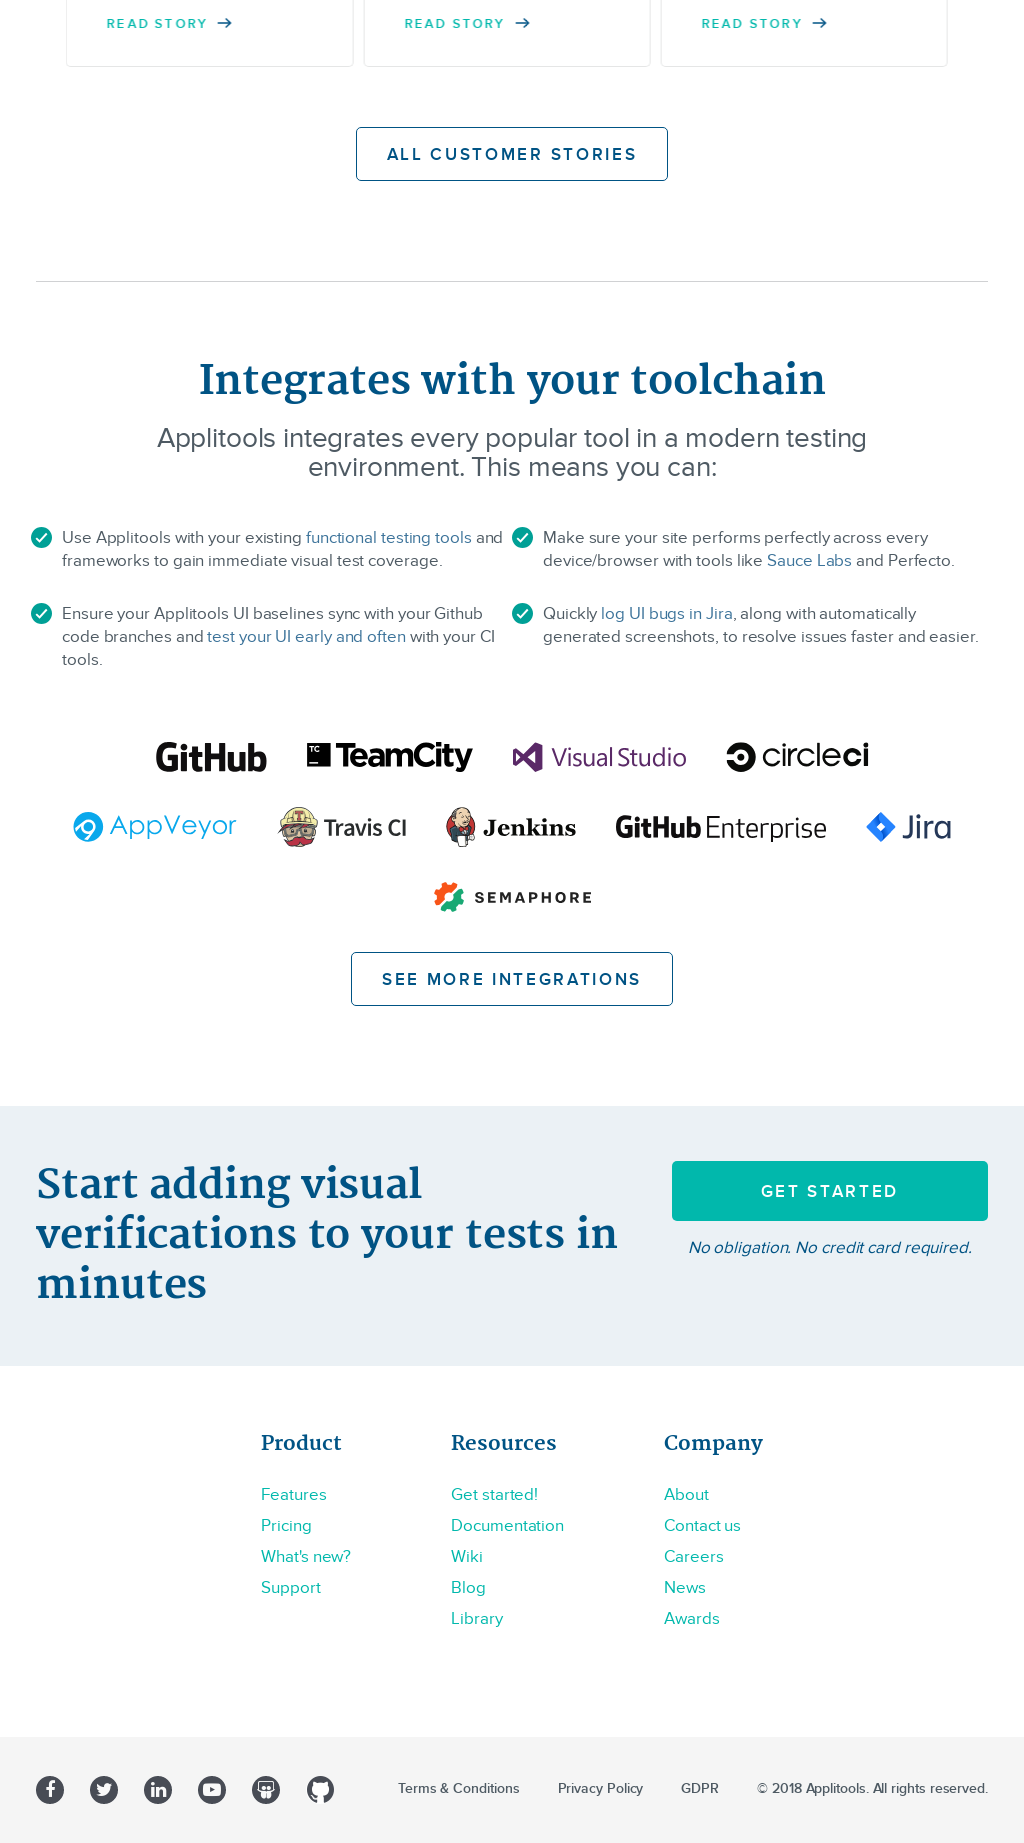 READ STORY
READ STORY
READ STORY
ALL CUSTOMER STORIES
Integrates with your toolchain
Applitools integrates every popular tool in a modern testing
environment. This means you can:
Use Applitools with your existing functional testing tools and
frameworks to gain immediate visual test coverage.
Make sure your site performs perfectly across every
device/browser with tools like Sauce Labs and Perfecto.
Ensure your Applitools UI baselines sync with your Github
code branches and test your UI early and often with your CI
tools.
Quickly log UI bugs in Jira, along with automatically
generated screenshots, to resolve issues faster and easier.
GitHub
TC TeamCity
Visual Studio
circleci
AppVeyor
Travis CI
Jenkins
GitHub Enterprise
Jira
SEMAPHORE
SEE MORE INTEGRATIONS
Start adding visual
verifications to your tests in
minutes
GET STARTED
No obligation. No credit card required.
Product
Features
Pricing
What's new?
Support
Resources
Get started!
Documentation
Wiki
Blog
Library
Company
About
Contact us
Careers
News
Awards
Terms & Conditions
Privacy Policy
GDPR
© 2018 Applitools. All rights reserved.